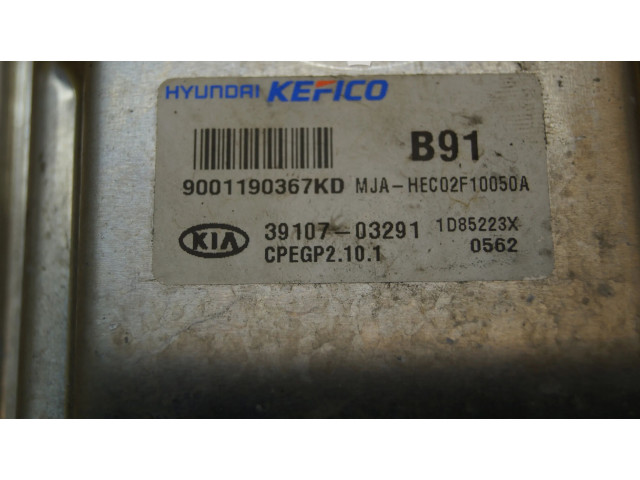 HYUNDAI KEFICO
B91
9001190367KD MJA-HEC02F10050A
KIA 39107-03291 1D85223X
CPEGP2.10.1 0562